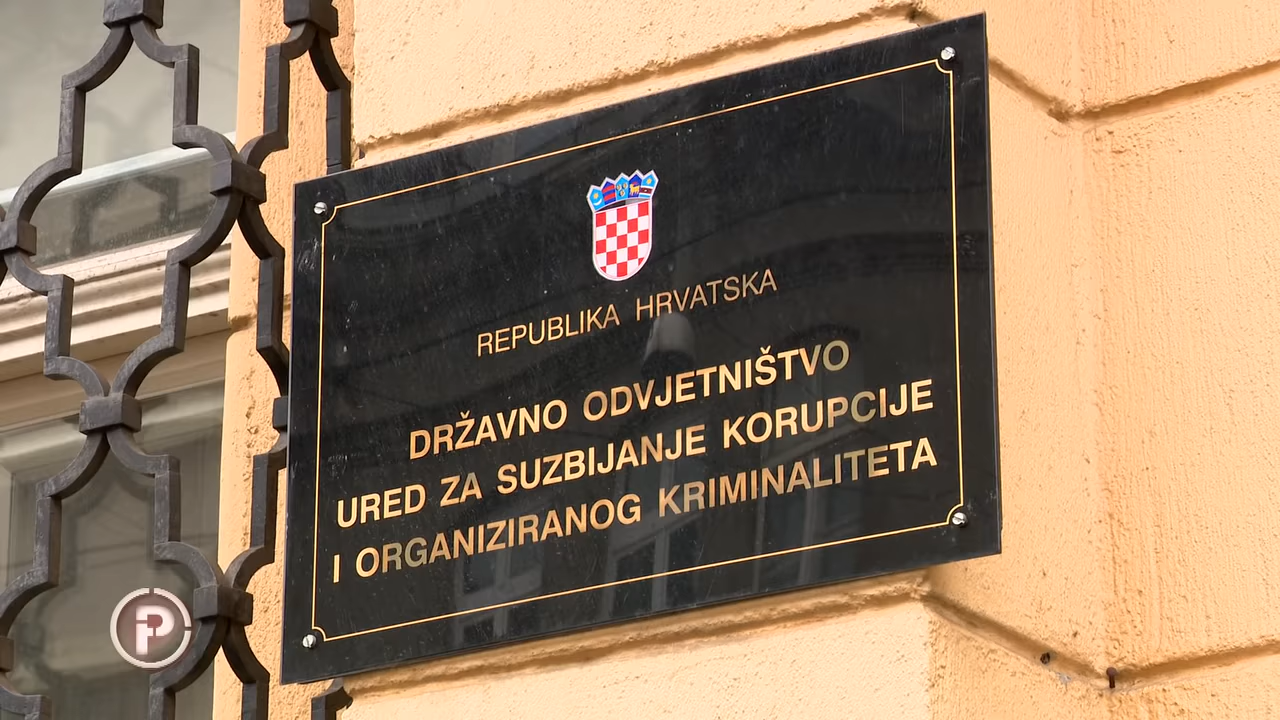 REPUBLIKA HRVATSKA
DRŽAVNO ODVJETNIŠTVO
URED ZA SUZBIJANJE KORUPCIJE
I ORGANIZIRANOG KRIMINALITETA
P